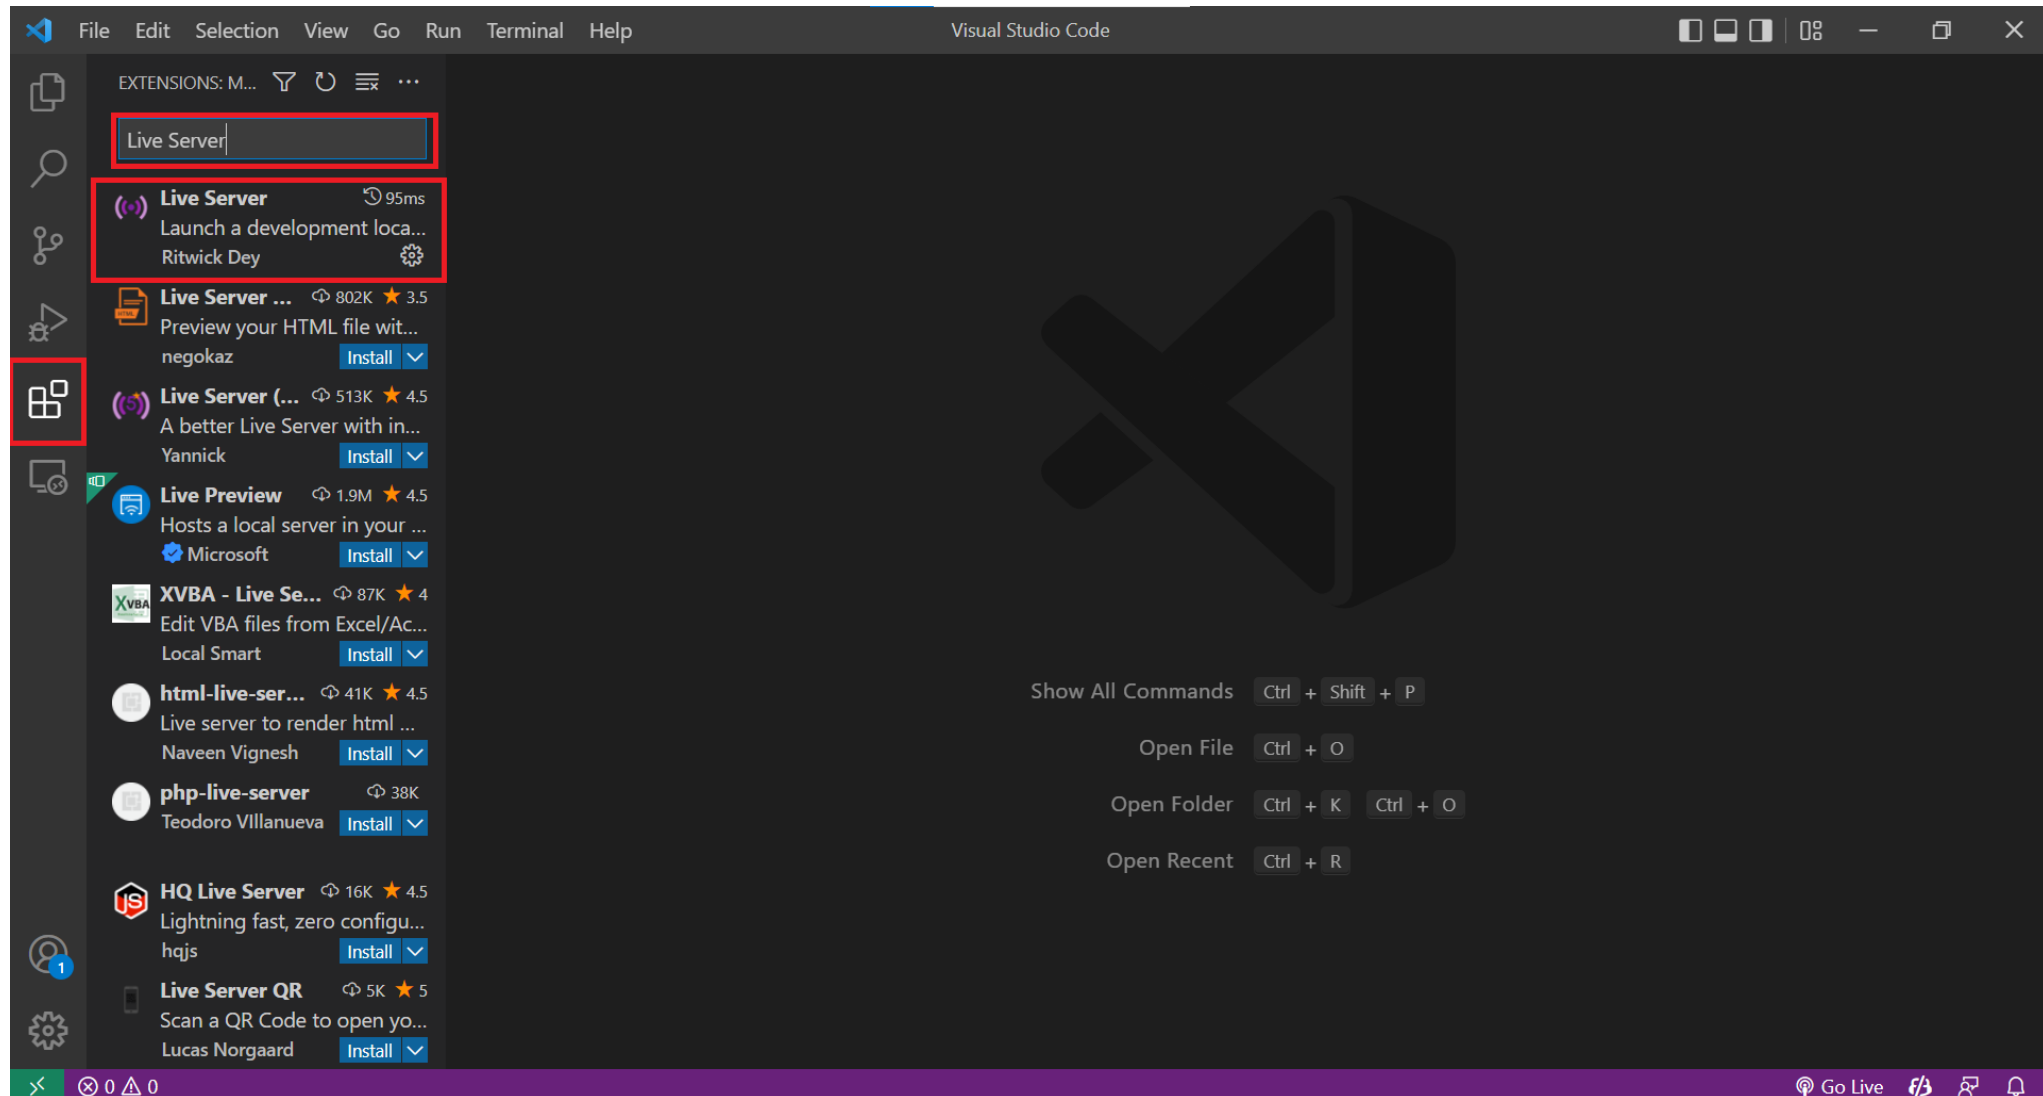 File Edit Selection View Go Run Terminal Help
Visual Studio Code
EXTENSIONS: M...
Live Server
Live Server 95ms
Launch a development loca...
Ritwick Dey
Live Server ... 802K 3.5
Preview your HTML file wit...
negokaz Install
Live Server (... 513K 4.5
A better Live Server with in...
Yannick Install
Live Preview 1.9M 4.5
Hosts a local server in your ...
Microsoft Install
XVBA
XVBA - Live Se... 87K 4
Edit VBA files from Excel/Ac...
Local Smart Install
html-live-ser... 41K 4.5
Live server to render html ...
Naveen Vignesh Install
php-live-server 38K
Teodoro VIllanueva Install
HQ Live Server 16K 4.5
Lightning fast, zero configu...
hqjs Install
Live Server QR 5K 5
Scan a QR Code to open yo...
Lucas Norgaard Install
1
Show All Commands Ctrl + Shift + P
Open File Ctrl + O
Open Folder Ctrl + K Ctrl + O
Open Recent Ctrl + R
0 0
Go Live